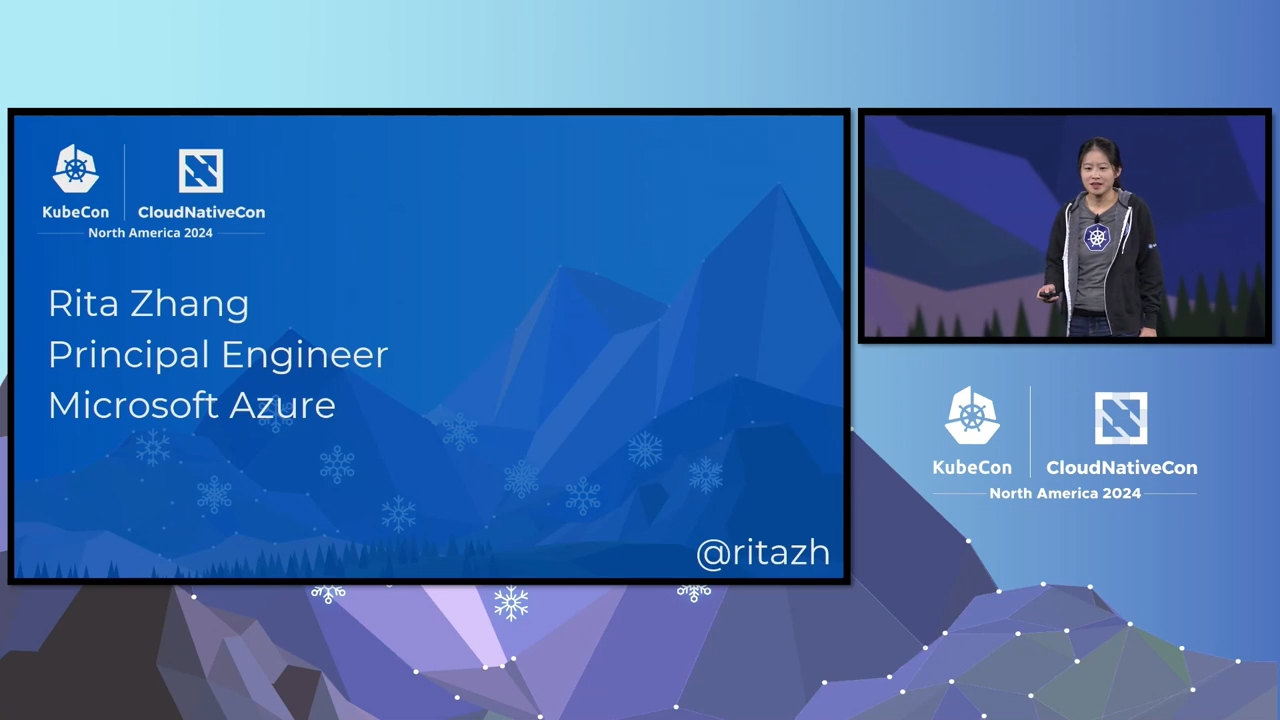 KubeCon
CloudNativeCon
North America 2024
Rita Zhang
Principal Engineer
Microsoft Azure
@ritazh
KubeCon
CloudNativeCon
North America 2024